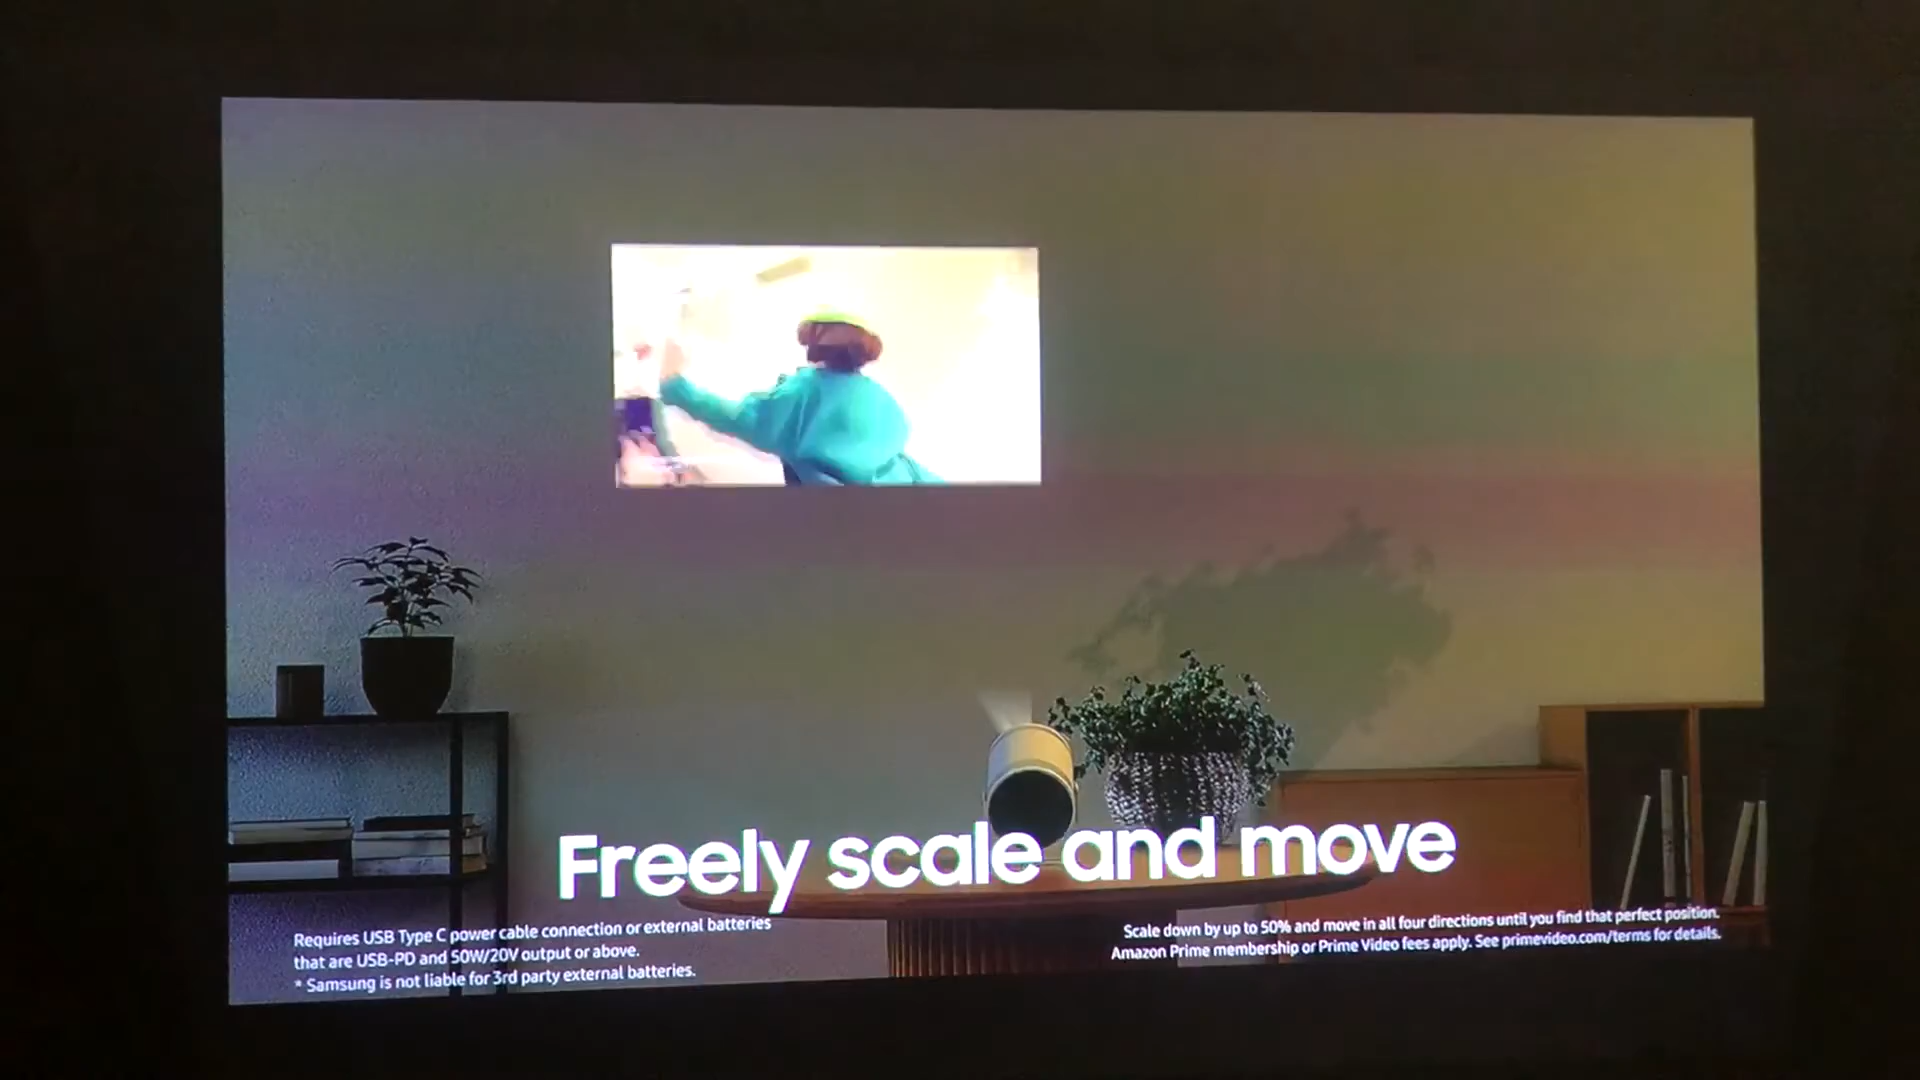 Freely scale and move
Requires USB Type C power cable connection or external batteries
that are USB-PD and 50W/20V output or above.
* Samsung is not liable for 3rd party external batteries.
Scale down by up to 50% and move in all four directions until you find that perfect position.
Amazon Prime membership or Prime Video fees apply. See primevideo.com/terms for details.